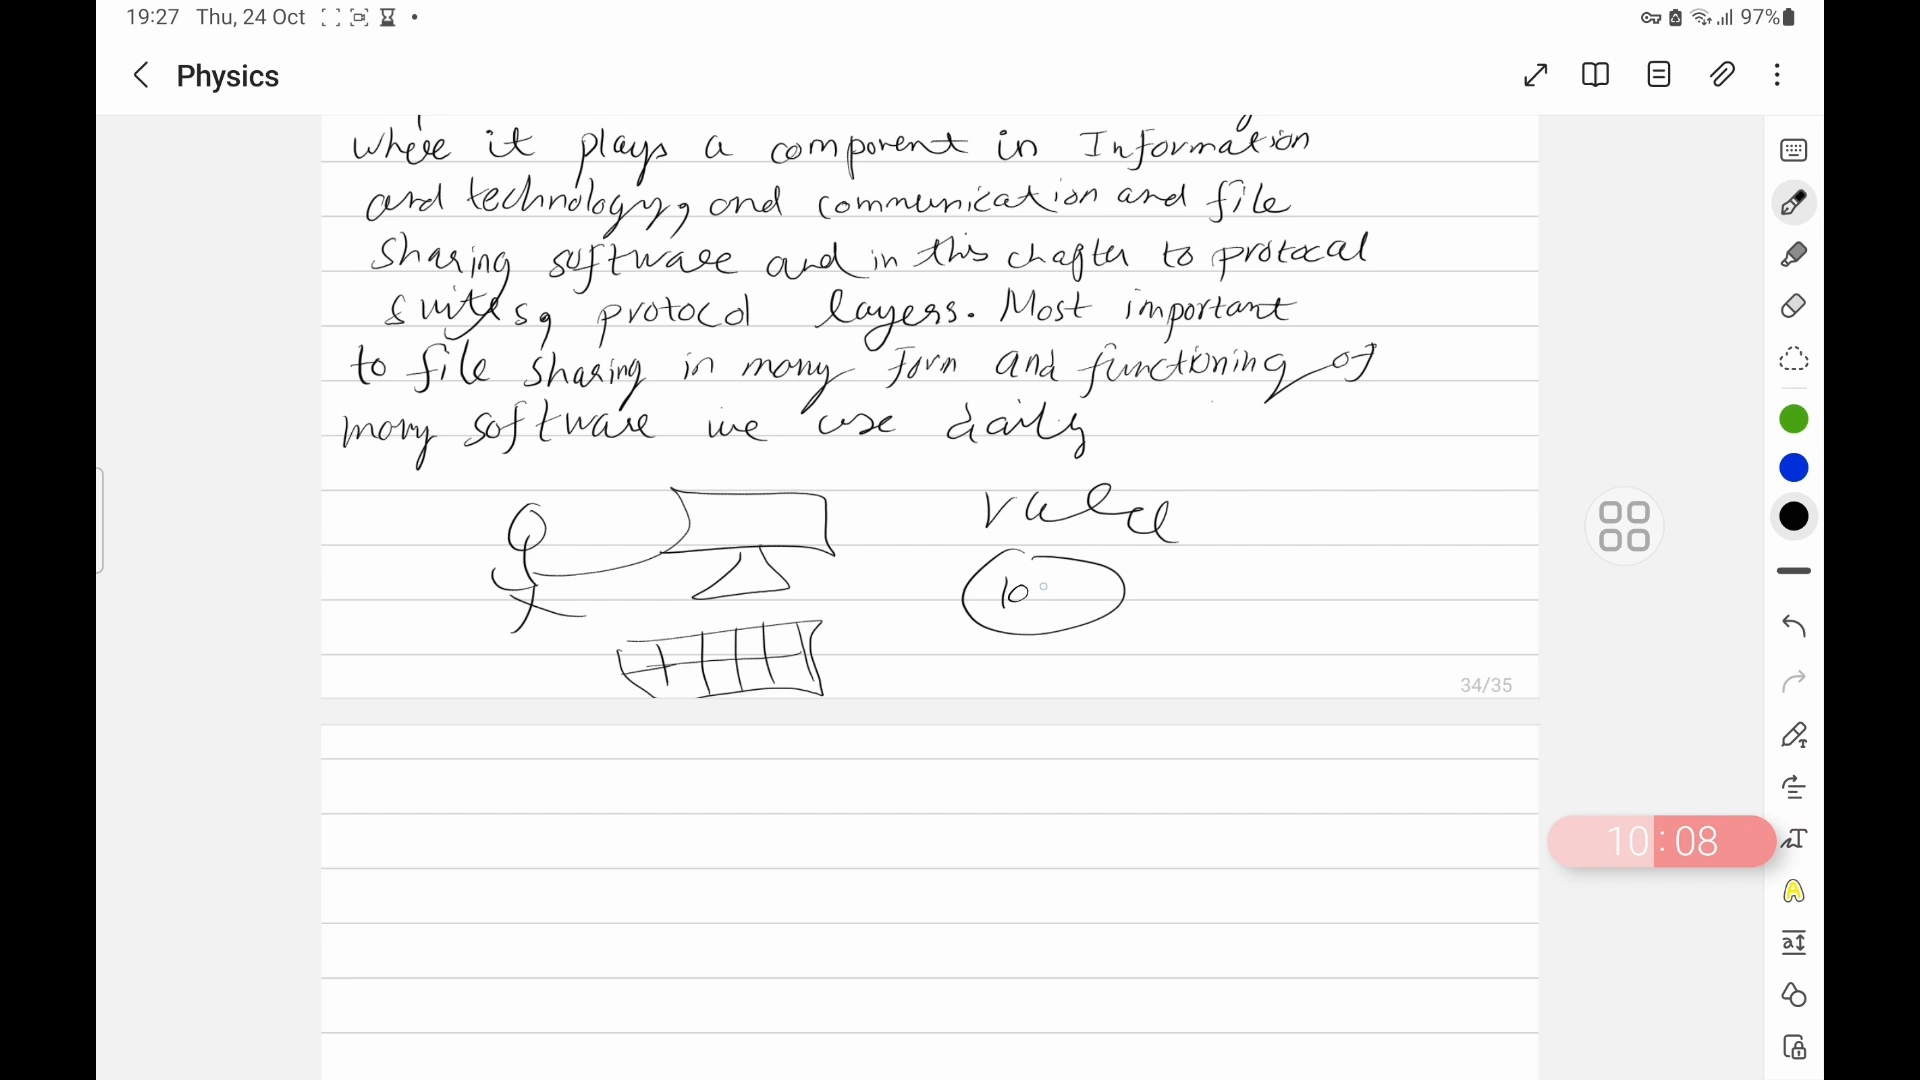 19:27 Thu, 24 Oct 97%
Physics
where it plays a component in Information
and technology, and communication and file
sharing software and in this chapter to protocal
suites, protocol layers. Most important
to file sharing in many Form and functioning of
many software we use daily
value
10
34/35
10:08